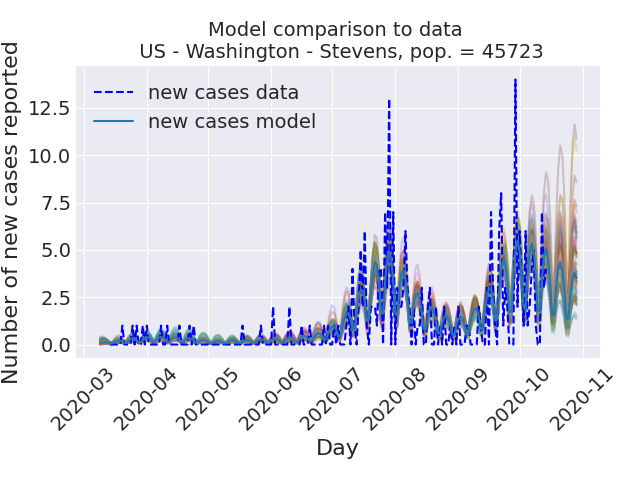 Model comparison to data
US - Washington - Stevens, pop. = 45723
Number of new cases reported
new cases data
new cases model
12.5
10.0
7.5
5.0
2.5
0.0
2020-03
2020-04
2020-05
2020-06
2020-07
2020-08
2020-09
2020-10
2020-11
Day